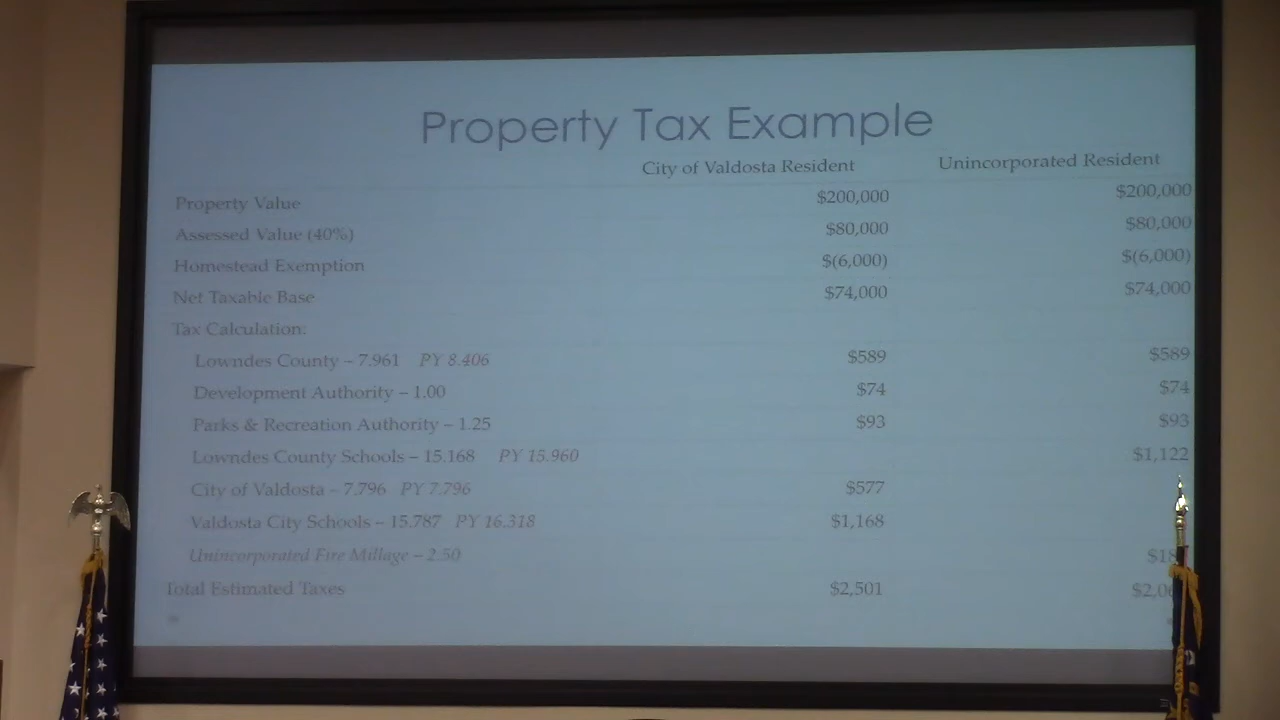 Property Tax Example
City of Valdosta Resident Unincorporated Resident
Property Value $200,000 $200,000
Assessed Value (40%) $80,000 $80,000
Homestead Exemption $(6,000) $(6,000)
Net Taxable Base $74,000 $74,000
Tax Calculation:
Lowndes County – 7.961 PY 8.406 $589 $589
Development Authority – 1.00 $74 $74
Parks & Recreation Authority – 1.25 $93 $93
Lowndes County Schools – 15.168 PY 15.960 $1,122
City of Valdosta – 7.796 PY 7.796 $577
Valdosta City Schools – 15.787 PY 16.318 $1,168
Unincorporated Fire Millage – 2.50
Total Estimated Taxes $2,501